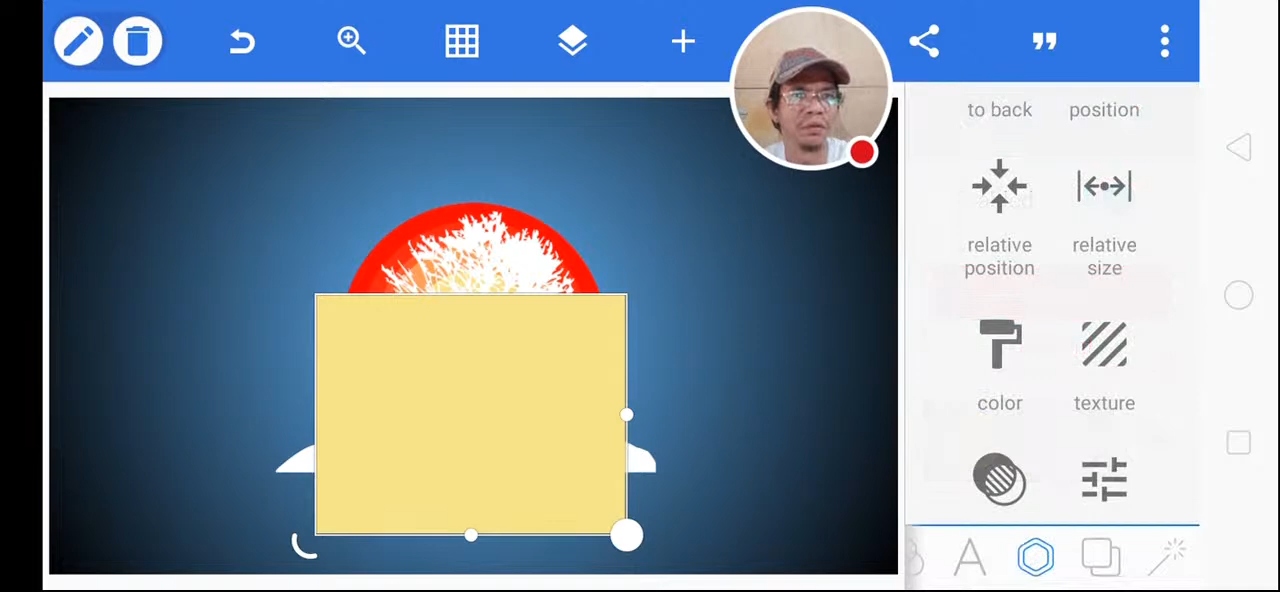 to back position
relative position
relative size
color texture